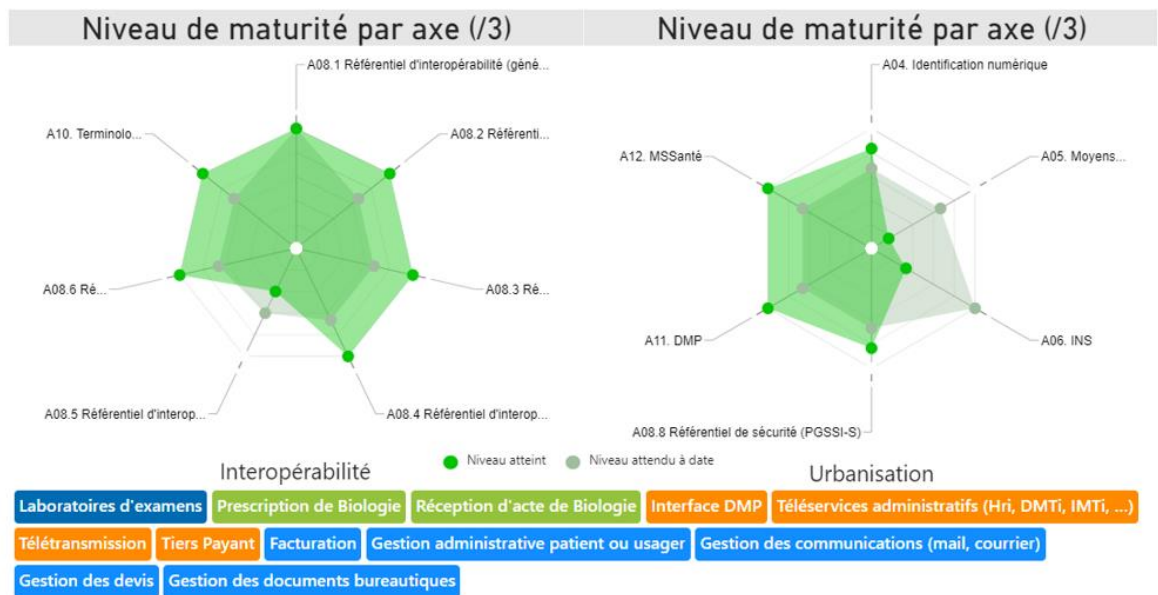 Niveau de maturité par axe (/3)
Niveau de maturité par axe (/3)
A08.1 Référentiel d'interopérabilité (géné...
A10. Terminolo...
A08.2 Référenti...
A08.6 Ré...
A08.3 Ré...
A08.5 Référentiel d'interop...
A08.4 Référentiel d'interop...
A04. Identification numérique
A12. MSSanté
A05. Moyens...
A11. DMP
A06. INS
A08.8 Référentiel de sécurité (PGSSI-S)
Interopérabilité
Niveau atteint
Niveau attendu à date
Urbanisation
Laboratoires d'examens
Prescription de Biologie
Réception d'acte de Biologie
Interface DMP
Téléservices administratifs (Hri, DMTi, IMTi, ...)
Télétransmission
Tiers Payant
Facturation
Gestion administrative patient ou usager
Gestion des communications (mail, courrier)
Gestion des devis
Gestion des documents bureautiques